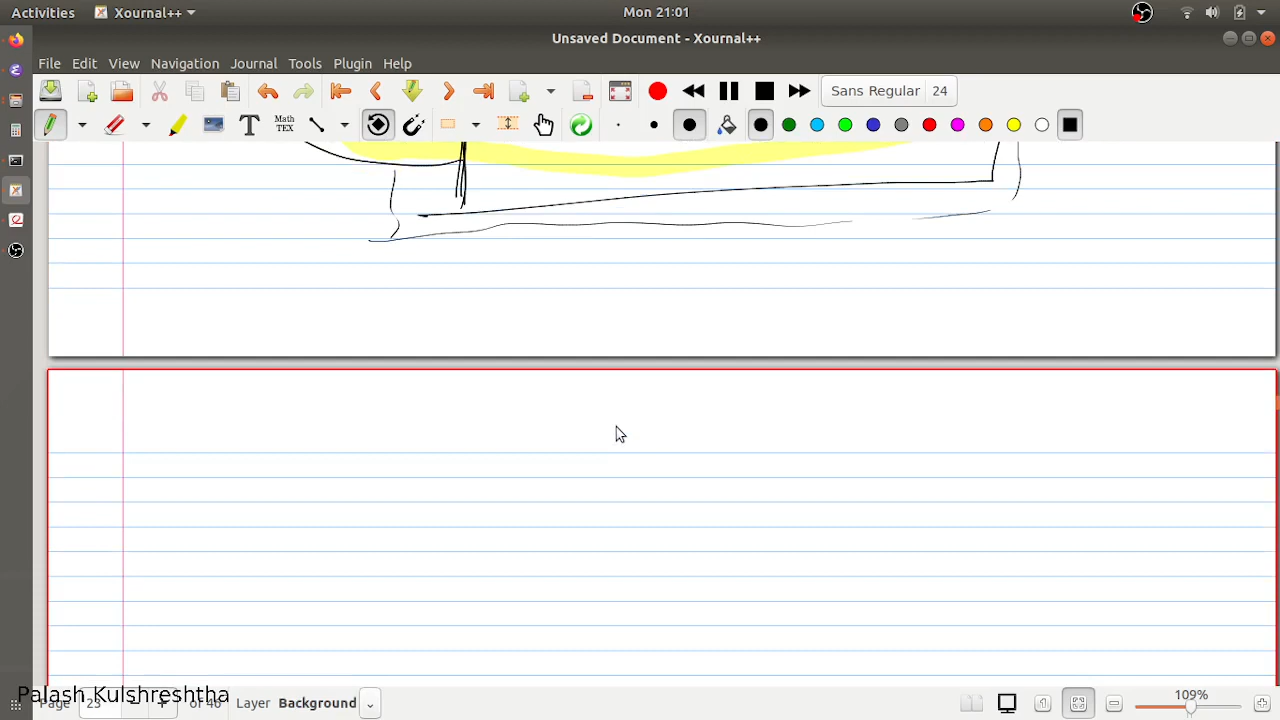 Activities Xournal++ Mon 21:01
Unsaved Document - Xournal++
File Edit View Navigation Journal Tools Plugin Help
Sans Regular 24
T Math TEX
Palash Kulshreshtha
Page 23 of 46 Layer Background 109%